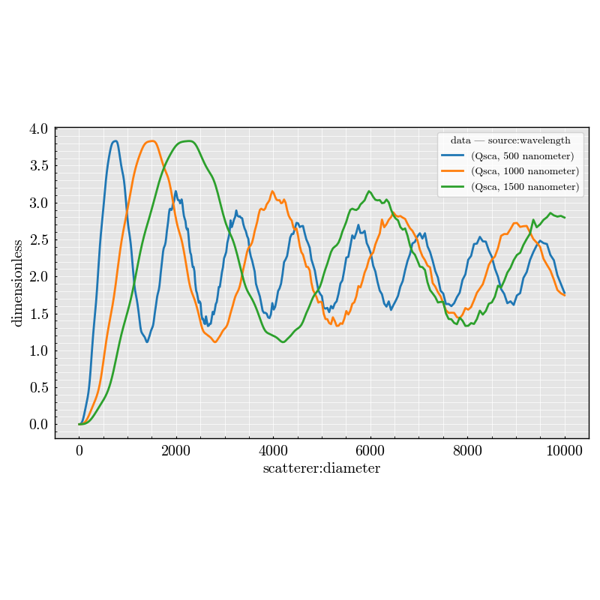 data — source:wavelength
(Qsca, 500 nanometer)
(Qsca, 1000 nanometer)
(Qsca, 1500 nanometer)
dimensionless
4.0
3.5
3.0
2.5
2.0
1.5
1.0
0.5
0.0
0 2000 4000 6000 8000 10000
scatterer:diameter